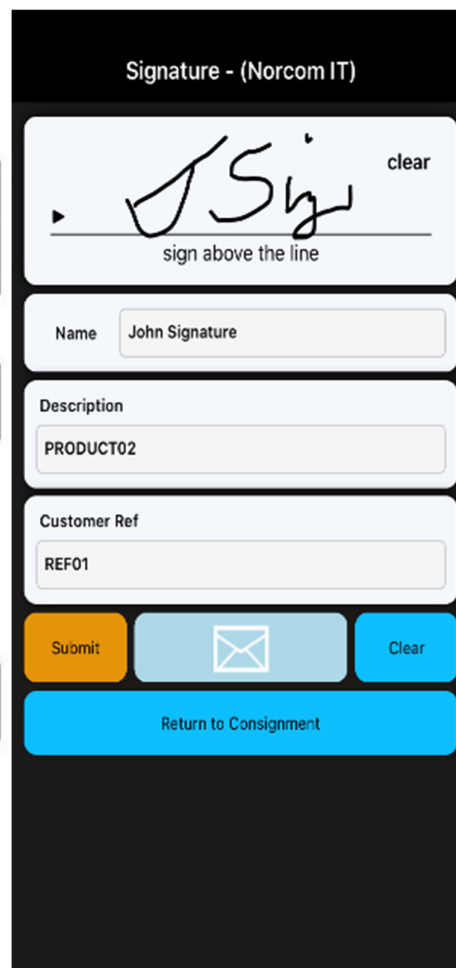 Signature - (Norcom IT)
clear
J Sig
sign above the line
Name John Signature
Description
PRODUCT02
Customer Ref
REF01
Submit Clear
Return to Consignment